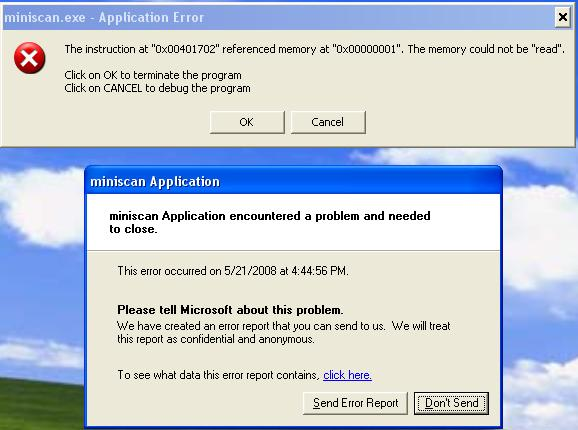 miniscan.exe - Application Error
The instruction at "0x00401702" referenced memory at "0x00000001". The memory could not be "read".
Click on OK to terminate the program
Click on CANCEL to debug the program
OK
Cancel
miniscan Application
miniscan Application encountered a problem and needed
to close.
This error occurred on 5/21/2008 at 4:44:56 PM.
Please tell Microsoft about this problem.
We have created an error report that you can send to us. We will treat
this report as confidential and anonymous.
To see what data this error report contains, click here.
Send Error Report
Don't Send